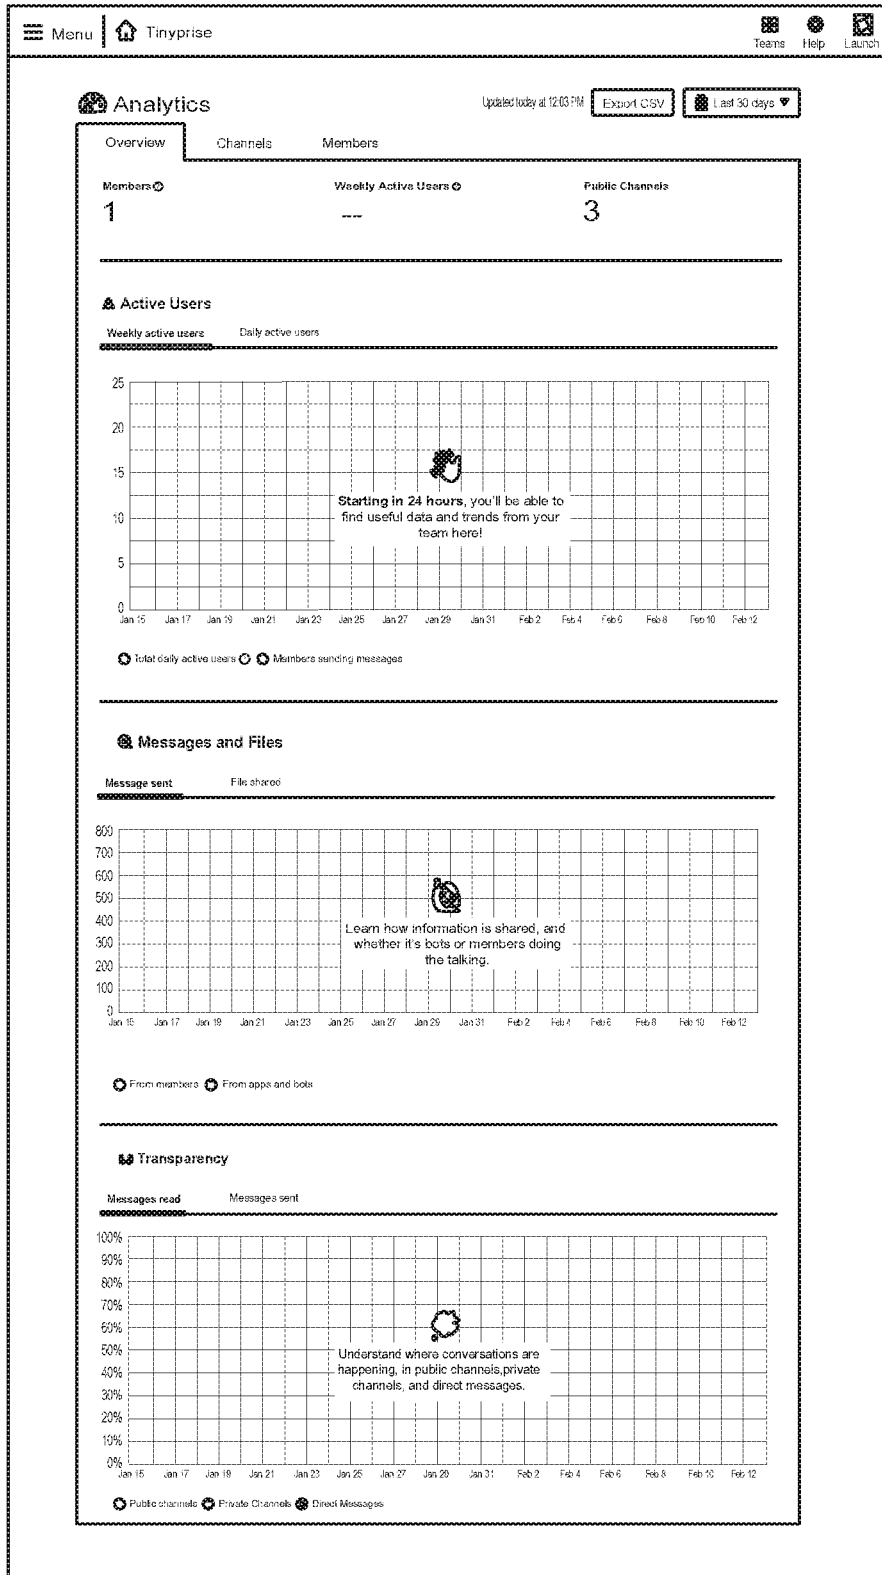 Menu
Tinyprise
Teams
Help
Launch
Analytics
Updated today at 12:03 PM
Export CSV
Last 30 days
Overview
Channels
Members
Members
Weekly Active Users
Public Channels
1
---
3
Active Users
Weekly active users
Daily active users
25
20
15
10
5
0
Starting in 24 hours, you'll be able to
find useful data and trends from your
team here!
Jan 15 Jan 17 Jan 19 Jan 21 Jan 23 Jan 25 Jan 27 Jan 29 Jan 31 Feb 2 Feb 4 Feb 6 Feb 8 Feb 10 Feb 12
Total daily active users
Members sending messages
Messages and Files
Message sent
File shared
800
700
600
500
400
300
200
100
0
Learn how information is shared, and
whether it's bots or members doing
the talking.
Jan 15 Jan 17 Jan 19 Jan 21 Jan 23 Jan 25 Jan 27 Jan 29 Jan 31 Feb 2 Feb 4 Feb 6 Feb 8 Feb 10 Feb 12
From members
From apps and bots
Transparency
Messages read
Messages sent
100%
90%
80%
70%
60%
50%
40%
30%
20%
10%
0%
Understand where conversations are
happening, in public channels,private
channels, and direct messages.
Jan 15 Jan 17 Jan 19 Jan 21 Jan 23 Jan 25 Jan 27 Jan 29 Jan 31 Feb 2 Feb 4 Feb 6 Feb 8 Feb 10 Feb 12
Public channels
Private Channels
Direct Messages